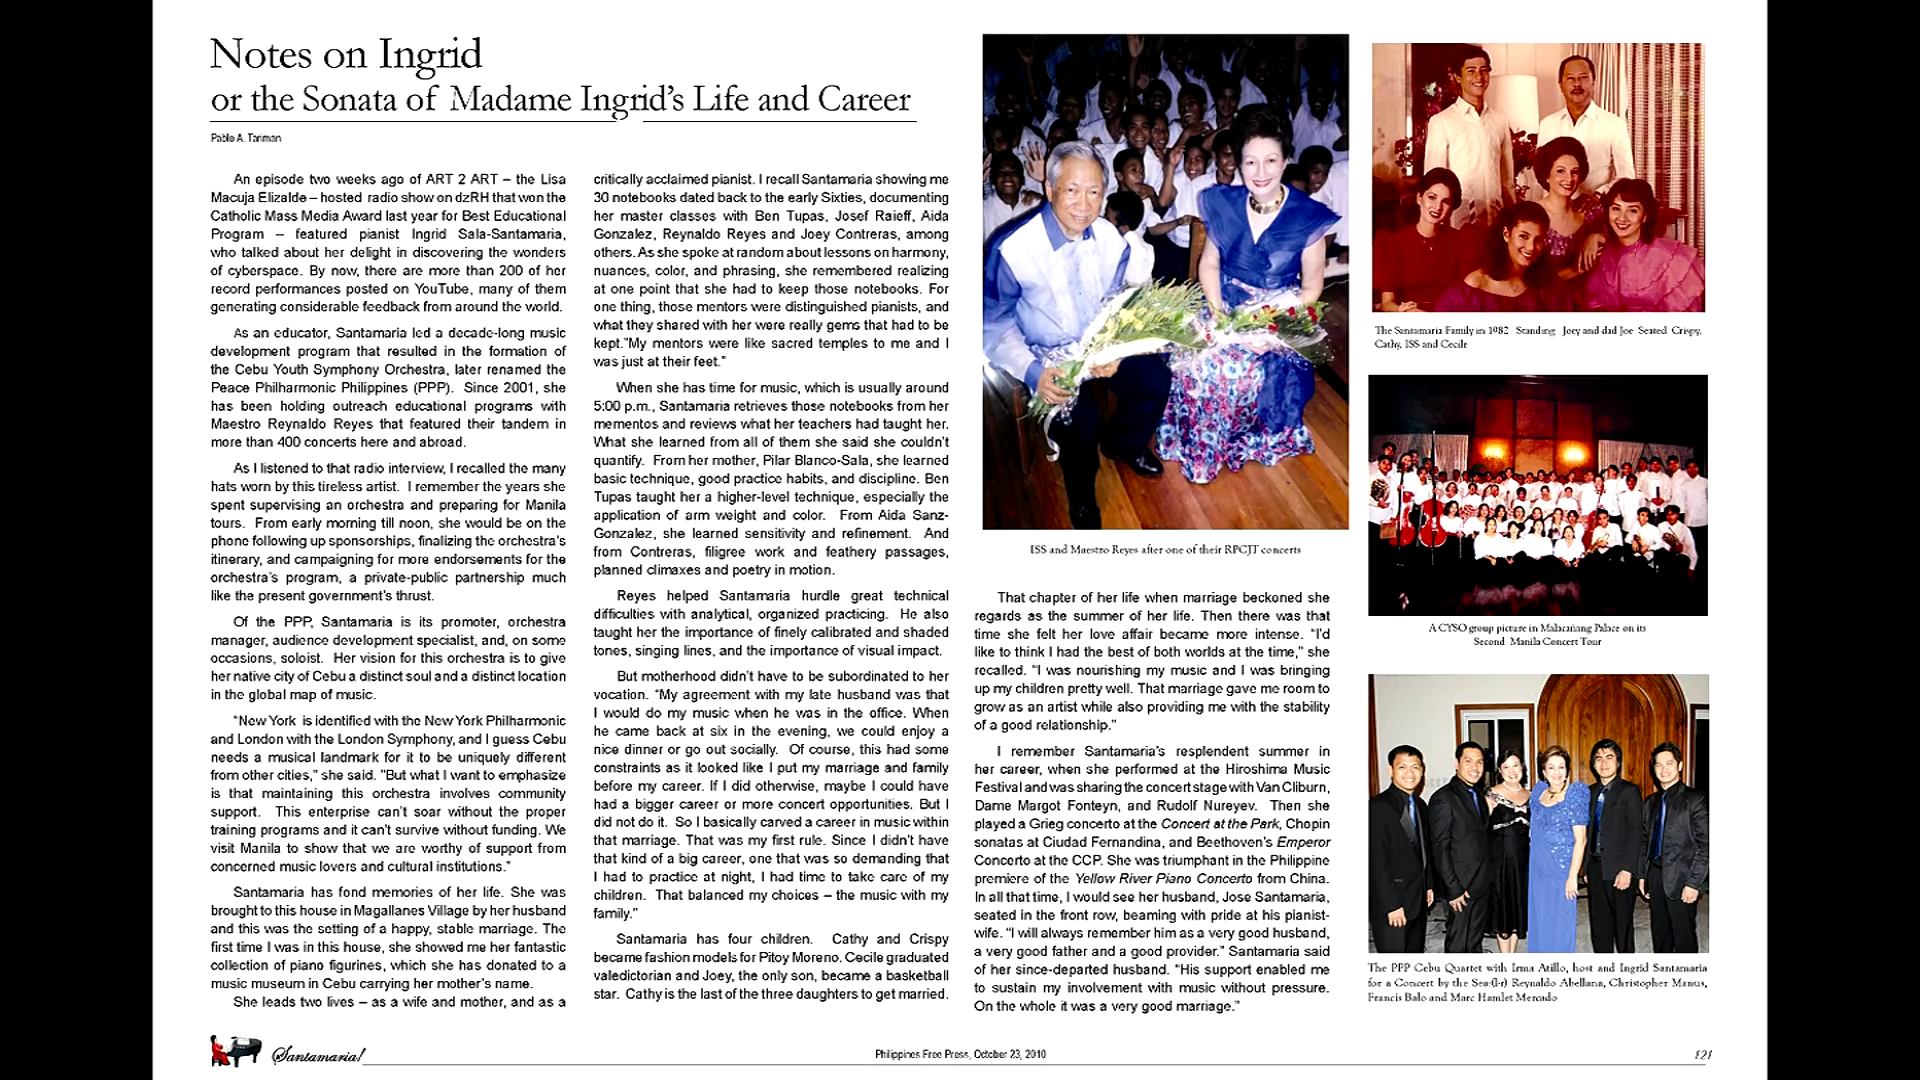 Notes on Ingrid
or the Sonata of Madame Ingrid's Life and Career
Pablo A. Tariman
An episode two weeks ago of ART 2 ART – the Lisa
Macuja Elizalde – hosted radio show on dzRH that won the
Catholic Mass Media Award last year for Best Educational
Program – featured pianist Ingrid Sala-Santamaria,
who talked about her delight in discovering the wonders
of cyberspace. By now, there are more than 200 of her
record performances posted on YouTube, many of them
generating considerable feedback from around the world.
As an educator, Santamaria led a decade-long music
development program that resulted in the formation of
the Cebu Youth Symphony Orchestra, later renamed the
Peace Philharmonic Philippines (PPP). Since 2001, she
has been holding outreach educational programs with
Maestro Reynaldo Reyes that featured their tandem in
more than 400 concerts here and abroad.
As I listened to that radio interview, I recalled the many
hats worn by this tireless artist. I remember the years she
spent supervising an orchestra and preparing for Manila
tours. From early morning till noon, she would be on the
phone following up sponsorships, finalizing the orchestra's
itinerary, and campaigning for more endorsements for the
orchestra's program, a private-public partnership much
like the present government's thrust.
Of the PPP, Santamaria is its promoter, orchestra
manager, audience development specialist, and, on some
occasions, soloist. Her vision for this orchestra is to give
her native city of Cebu a distinct soul and a distinct location
in the global map of music.
"New York is identified with the New York Philharmonic
and London with the London Symphony, and I guess Cebu
needs a musical landmark for it to be uniquely different
from other cities," she said. "But what I want to emphasize
is that maintaining this orchestra involves community
support. This enterprise can't soar without the proper
training programs and it can't survive without funding. We
visit Manila to show that we are worthy of support from
concerned music lovers and cultural institutions."
Santamaria has fond memories of her life. She was
brought to this house in Magallanes Village by her husband
and this was the setting of a happy, stable marriage. The
first time I was in this house, she showed me her fantastic
collection of piano figurines, which she has donated to a
music museum in Cebu carrying her mother's name.
She leads two lives – as a wife and mother, and as a
critically acclaimed pianist. I recall Santamaria showing me
30 notebooks dated back to the early Sixties, documenting
her master classes with Ben Tupas, Josef Raieff, Aida
Gonzalez, Reynaldo Reyes and Joey Contreras, among
others. As she spoke at random about lessons on harmony,
nuances, color, and phrasing, she remembered realizing
at one point that she had to keep those notebooks. For
one thing, those mentors were distinguished pianists, and
what they shared with her were really gems that had to be
kept."My mentors were like sacred temples to me and I
was just at their feet."
When she has time for music, which is usually around
5:00 p.m., Santamaria retrieves those notebooks from her
mementos and reviews what her teachers had taught her.
What she learned from all of them she said she couldn't
quantify. From her mother, Pilar Blanco-Sala, she learned
basic technique, good practice habits, and discipline. Ben
Tupas taught her a higher-level technique, especially the
application of arm weight and color. From Aida Sanz-
Gonzalez, she learned sensitivity and refinement. And
from Contreras, filigree work and feathery passages,
planned climaxes and poetry in motion.
Reyes helped Santamaria hurdle great technical
difficulties with analytical, organized practicing. He also
taught her the importance of finely calibrated and shaded
tones, singing lines, and the importance of visual impact.
But motherhood didn't have to be subordinated to her
vocation. "My agreement with my late husband was that
I would do my music when he was in the office. When
he came back at six in the evening, we could enjoy a
nice dinner or go out socially. Of course, this had some
constraints as it looked like I put my marriage and family
before my career. If I did otherwise, maybe I could have
had a bigger career or more concert opportunities. But I
did not do it. So I basically carved a career in music within
that marriage. That was my first rule. Since I didn't have
that kind of a big career, one that was so demanding that
I had to practice at night, I had time to take care of my
children. That balanced my choices – the music with my
family."
Santamaria has four children. Cathy and Crispy
became fashion models for Pitoy Moreno. Cecile graduated
valedictorian and Joey, the only son, became a basketball
star. Cathy is the last of the three daughters to get married.
ISS and Maestro Reyes after one of their RPCJT concerts
That chapter of her life when marriage beckoned she
regards as the summer of her life. Then there was that
time she felt her love affair became more intense. "I'd
like to think I had the best of both worlds at the time," she
recalled. "I was nourishing my music and I was bringing
up my children pretty well. That marriage gave me room to
grow as an artist while also providing me with the stability
of a good relationship."
I remember Santamaria's resplendent summer in
her career, when she performed at the Hiroshima Music
Festival and was sharing the concert stage with Van Cliburn,
Dame Margot Fonteyn, and Rudolf Nureyev. Then she
played a Grieg concerto at the Concert at the Park, Chopin
sonatas at Ciudad Fernandina, and Beethoven's Emperor
Concerto at the CCP. She was triumphant in the Philippine
premiere of the Yellow River Piano Concerto from China.
In all that time, I would see her husband, Jose Santamaria,
seated in the front row, beaming with pride at his pianist-
wife. "I will always remember him as a very good husband,
a very good father and a good provider." Santamaria said
of her since-departed husband. "His support enabled me
to sustain my involvement with music without pressure.
On the whole it was a very good marriage."
The Santamaria Family in 1982 Standing Joey and dad Joe Seated Crispy,
Cathy, ISS and Cecile
A CYSO group picture in Malacañang Palace on its
Second Manila Concert Tour
The PPP Cebu Quartet with Irma Atillo, host and Ingrid Santamaria
for a Concert by the Sea:(l-r) Reynaldo Abellana, Christopher Manus,
Francis Balo and Marc Hamlet Mercado
Santamaria!
Philippines Free Press, October 23, 2010
121